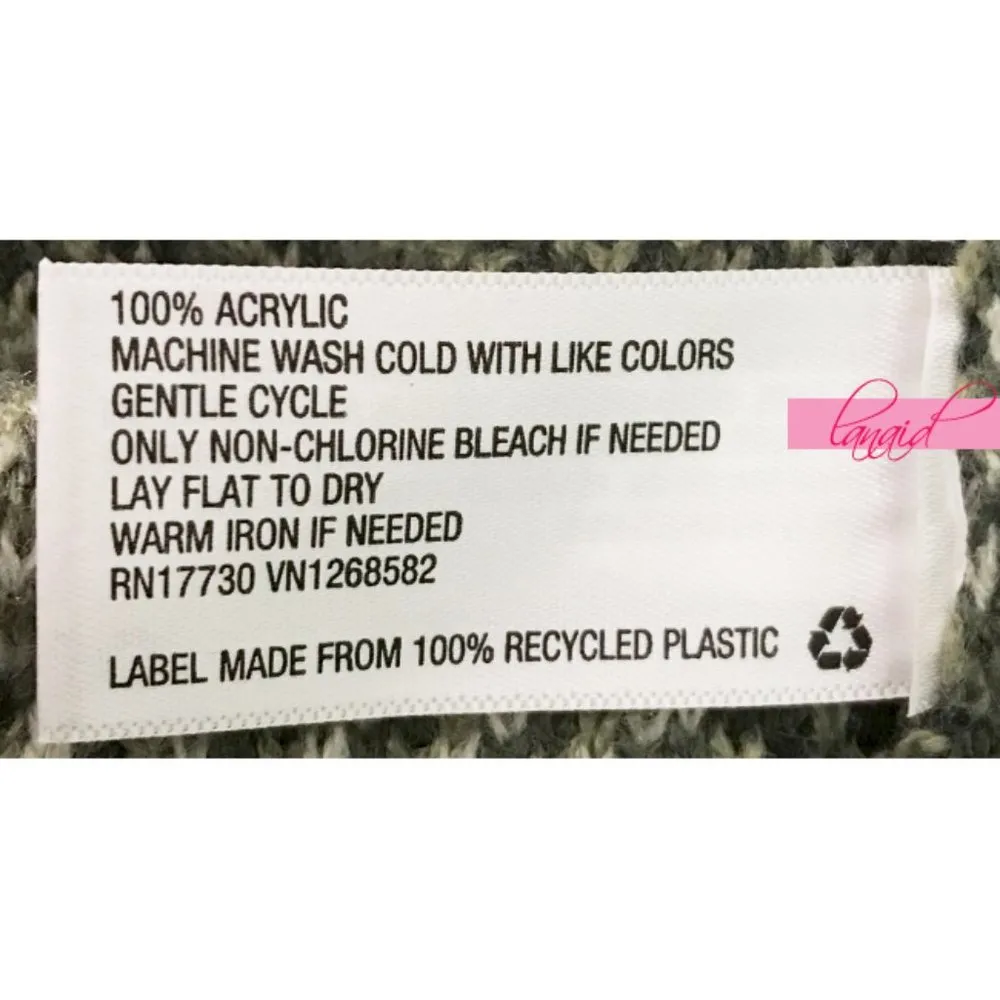 100% ACRYLIC
MACHINE WASH COLD WITH LIKE COLORS
GENTLE CYCLE
ONLY NON-CHLORINE BLEACH IF NEEDED
LAY FLAT TO DRY
WARM IRON IF NEEDED
RN17730 VN1268582
LABEL MADE FROM 100% RECYCLED PLASTIC
lanaid